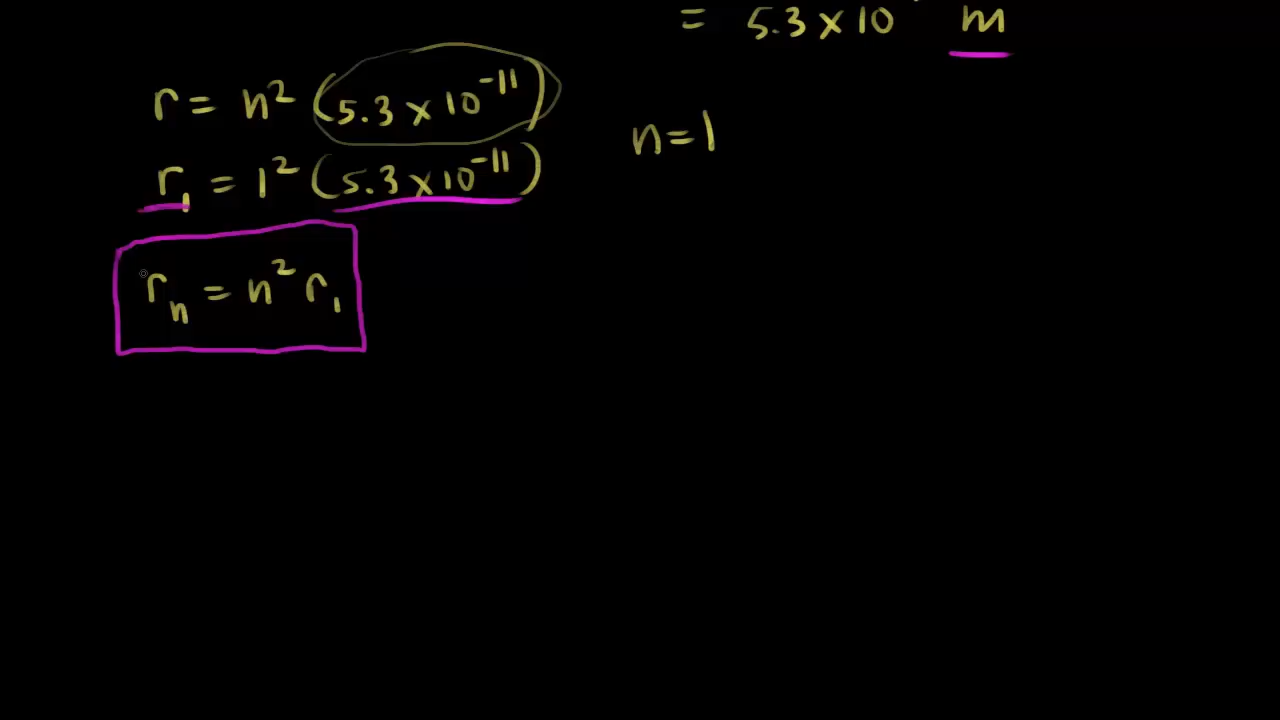 = 5.3 x 10 m
r = n² (5.3 x 10⁻¹¹)
n = 1
r₁ = 1² (5.3 x 10⁻¹¹)
rₙ = n² r₁